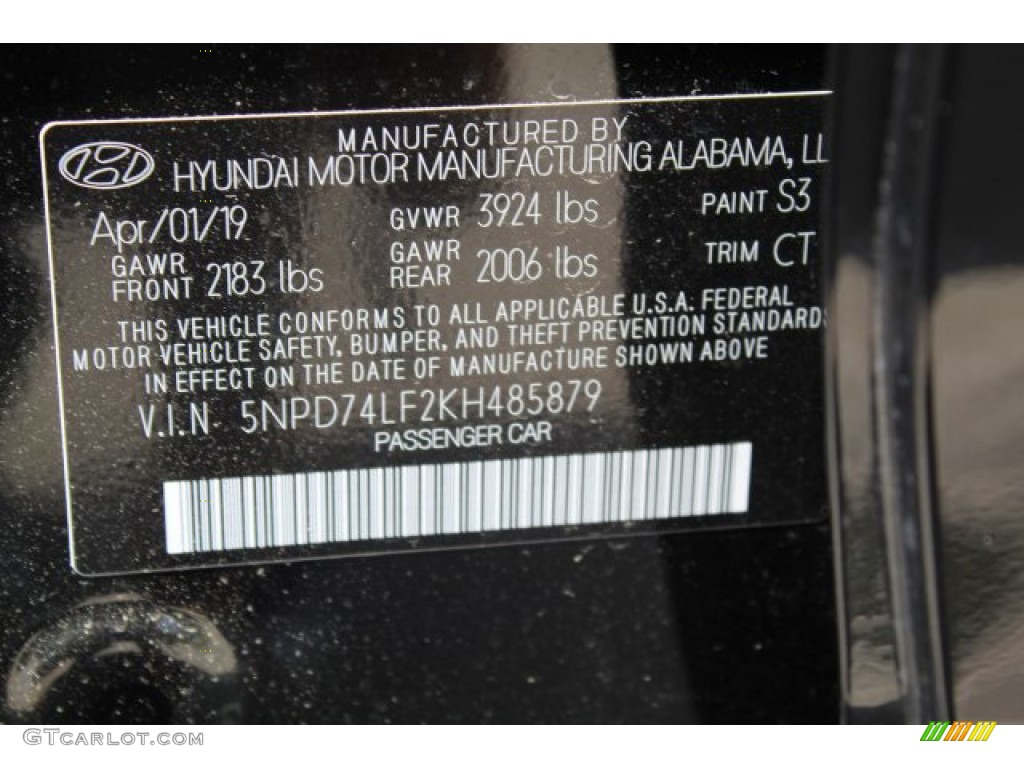 MANUFACTURED BY
HYUNDAI MOTOR MANUFACTURING ALABAMA, LL
Apr/01/19 GVWR 3924 lbs PAINT S3
GAWR FRONT 2183 lbs GAWR REAR 2006 lbs TRIM CT
THIS VEHICLE CONFORMS TO ALL APPLICABLE U.S.A. FEDERAL
MOTOR VEHICLE SAFETY, BUMPER, AND THEFT PREVENTION STANDARDS
IN EFFECT ON THE DATE OF MANUFACTURE SHOWN ABOVE
V.I.N. 5NPD74LF2KH485879
PASSENGER CAR
GTCARLOT.COM